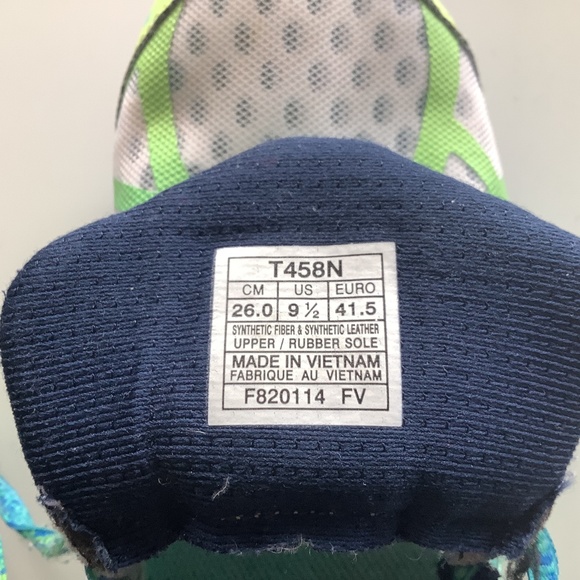 T458N
CM US EURO
26.0 9 ½ 41.5
SYNTHETIC FIBER & SYNTHETIC LEATHER
UPPER / RUBBER SOLE
MADE IN VIETNAM
FABRIQUE AU VIETNAM
F820114 FV